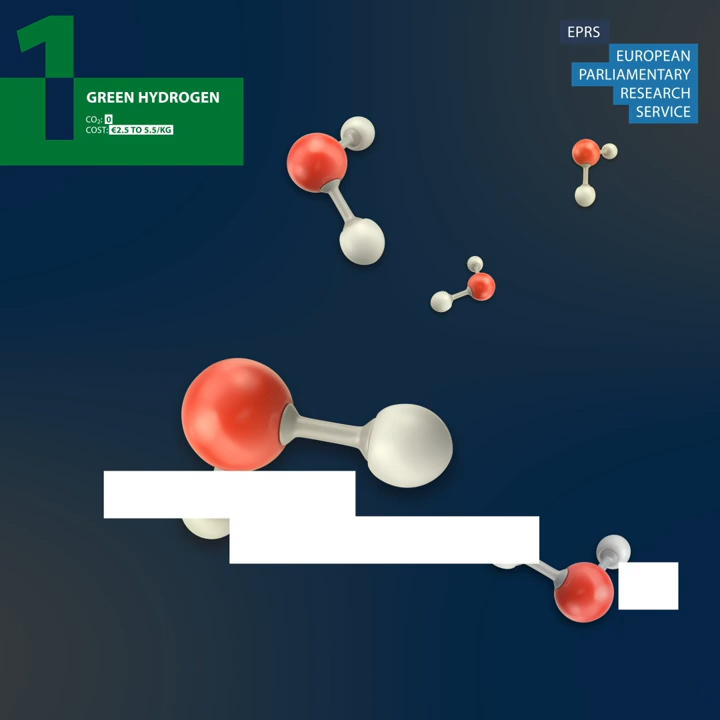 1
GREEN HYDROGEN
CO₂: 0
COST: €2.5 TO 5.5/KG
EPRS
EUROPEAN
PARLIAMENTARY
RESEARCH
SERVICE